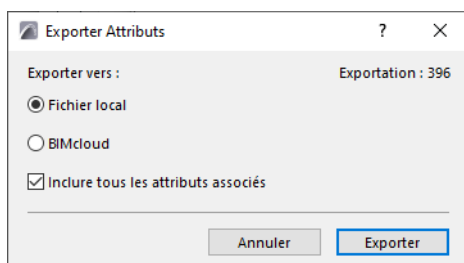 Exporter Attributs
Exporter vers : Exportation : 396
Fichier local
BIMcloud
Inclure tous les attributs associés
Annuler Exporter